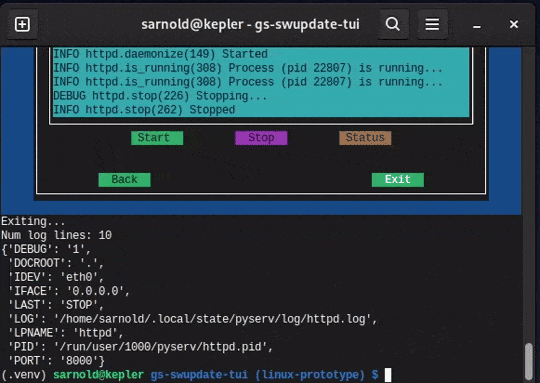 sarnold@kepler - gs-swupdate-tui
INFO httpd.daemonize(149) Started
INFO httpd.is_running(308) Process (pid 22807) is running...
INFO httpd.is_running(308) Process (pid 22807) is running...
DEBUG httpd.stop(226) Stopping...
INFO httpd.stop(262) Stopped
Start Stop Status
Back Exit
Exiting...
Num log lines: 10
{'DEBUG': '1',
 'DOCROOT': '.',
 'IDEV': 'eth0',
 'IFACE': '0.0.0.0',
 'LAST': 'STOP',
 'LOG': '/home/sarnold/.local/state/pyserv/log/httpd.log',
 'LPNAME': 'httpd',
 'PID': '/run/user/1000/pyserv/httpd.pid',
 'PORT': '8000'}
(.venv) sarnold@kepler gs-swupdate-tui (linux-prototype) $